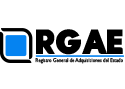 RGAE
Registro General de Adquisiciones del Estado